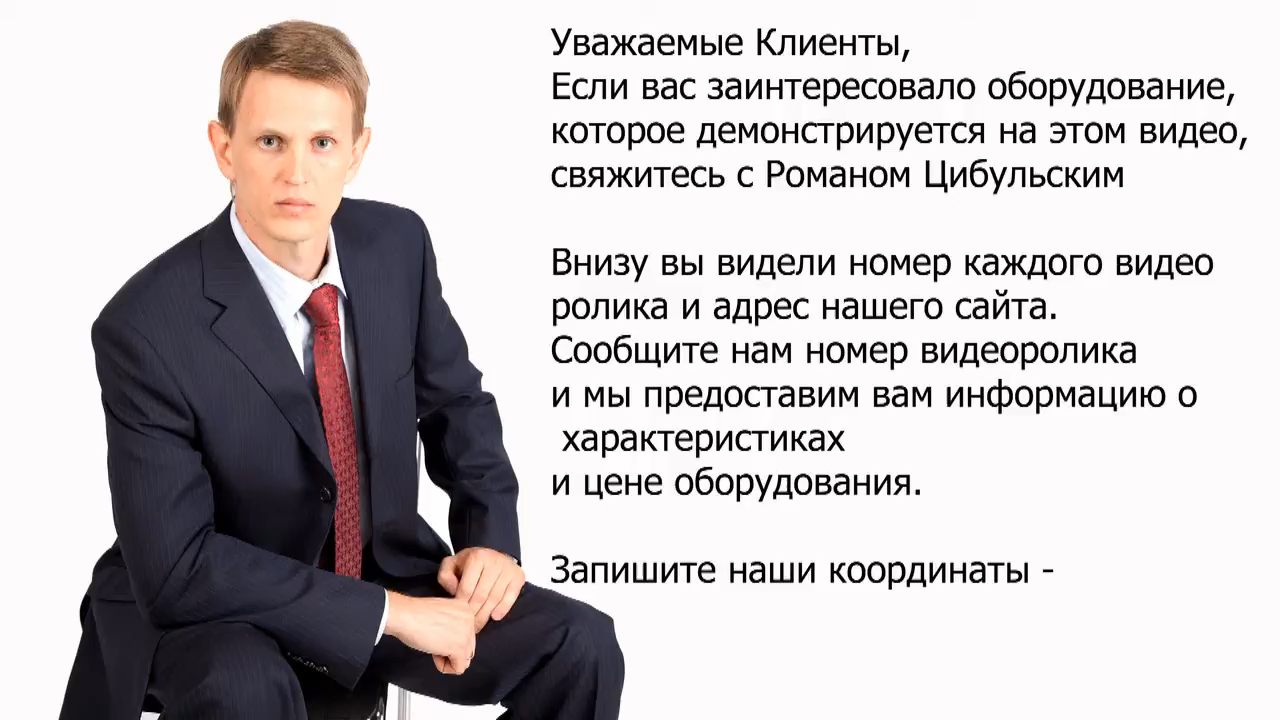 Уважаемые Клиенты,
Если вас заинтересовало оборудование,
которое демонстрируется на этом видео,
свяжитесь с Романом Цибульским
Внизу вы видели номер каждого видео
ролика и адрес нашего сайта.
Сообщите нам номер видеоролика
и мы предоставим вам информацию о
характеристиках
и цене оборудования.
Запишите наши координаты -